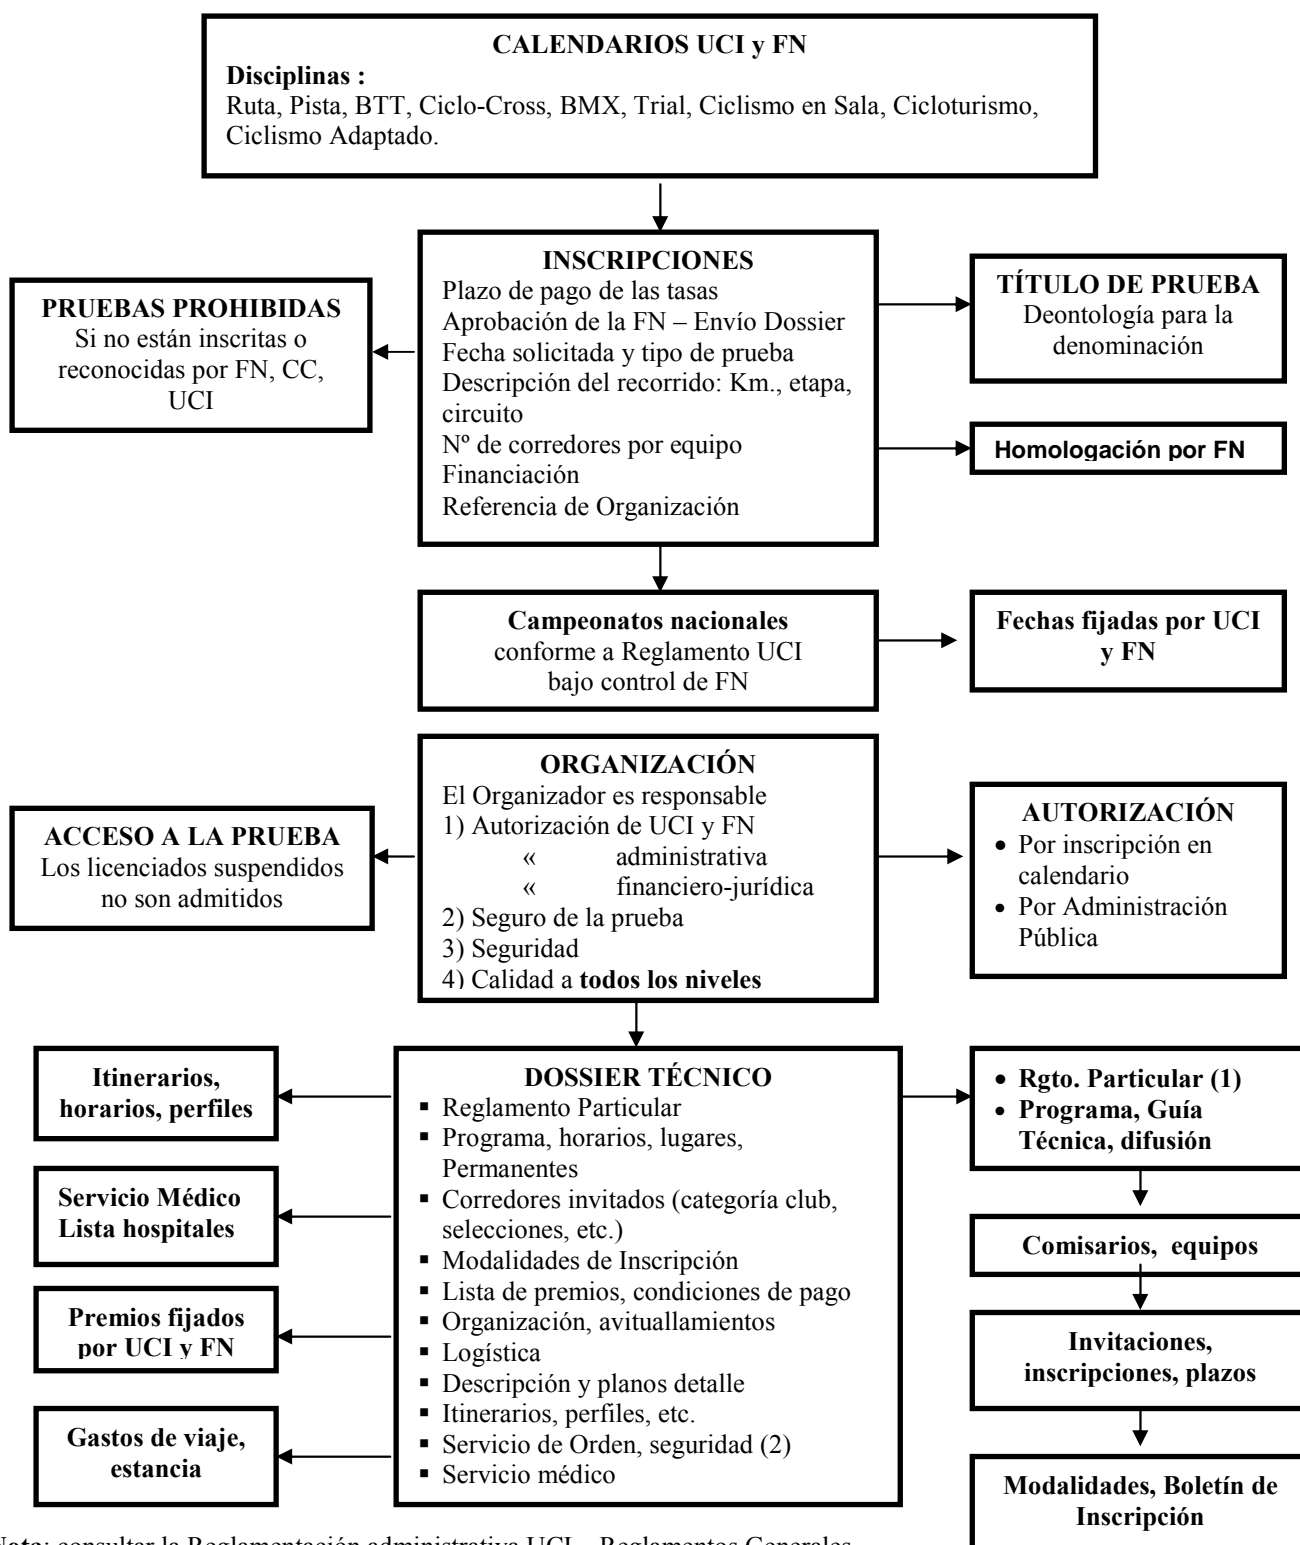 CALENDARIOS UCI y FN
Disciplinas :
Ruta, Pista, BTT, Ciclo-Cross, BMX, Trial, Ciclismo en Sala, Cicloturismo,
Ciclismo Adaptado.
INSCRIPCIONES
Plazo de pago de las tasas
Aprobación de la FN – Envío Dossier
Fecha solicitada y tipo de prueba
Descripción del recorrido: Km., etapa,
circuito
Nº de corredores por equipo
Financiación
Referencia de Organización
PRUEBAS PROHIBIDAS
Si no están inscritas o
reconocidas por FN, CC,
UCI
TÍTULO DE PRUEBA
Deontología para la
denominación
Homologación por FN
Campeonatos nacionales
conforme a Reglamento UCI
bajo control de FN
Fechas fijadas por UCI
y FN
ORGANIZACIÓN
El Organizador es responsable
1) Autorización de UCI y FN
« administrativa
« financiero-jurídica
2) Seguro de la prueba
3) Seguridad
4) Calidad a todos los niveles
ACCESO A LA PRUEBA
Los licenciados suspendidos
no son admitidos
AUTORIZACIÓN
• Por inscripción en
calendario
• Por Administración
Pública
DOSSIER TÉCNICO
▪ Reglamento Particular
▪ Programa, horarios, lugares,
Permanentes
▪ Corredores invitados (categoría club,
selecciones, etc.)
▪ Modalidades de Inscripción
▪ Lista de premios, condiciones de pago
▪ Organización, avituallamientos
▪ Logística
▪ Descripción y planos detalle
▪ Itinerarios, perfiles, etc.
▪ Servicio de Orden, seguridad (2)
▪ Servicio médico
Itinerarios,
horarios, perfiles
Servicio Médico
Lista hospitales
Premios fijados
por UCI y FN
Gastos de viaje,
estancia
• Rgto. Particular (1)
• Programa, Guía
Técnica, difusión
Comisarios, equipos
Invitaciones,
inscripciones, plazos
Modalidades, Boletín de
Inscripción
Nota: consultar la Reglamentación administrativa UCI – Reglamentos Generales